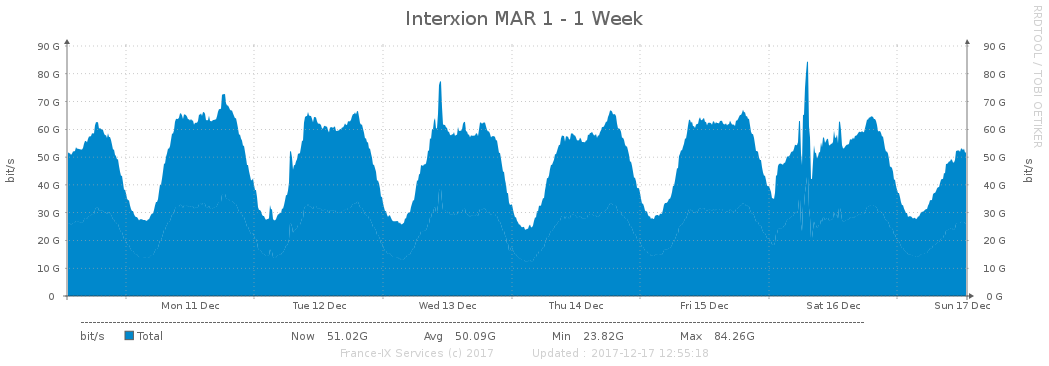 Interxion MAR 1 - 1 Week
RRDTOOL / TOBI OETIKER
90 G 90 G
80 G 80 G
70 G 70 G
60 G 60 G
50 G 50 G
40 G 40 G
30 G 30 G
20 G 20 G
10 G 10 G
0 0 G
bit/s
bit/s
Mon 11 Dec Tue 12 Dec Wed 13 Dec Thu 14 Dec Fri 15 Dec Sat 16 Dec Sun 17 Dec
bit/s Total Now 51.02G Avg 50.09G Min 23.82G Max 84.26G
France-IX Services (c) 2017 Updated : 2017-12-17 12:55:18